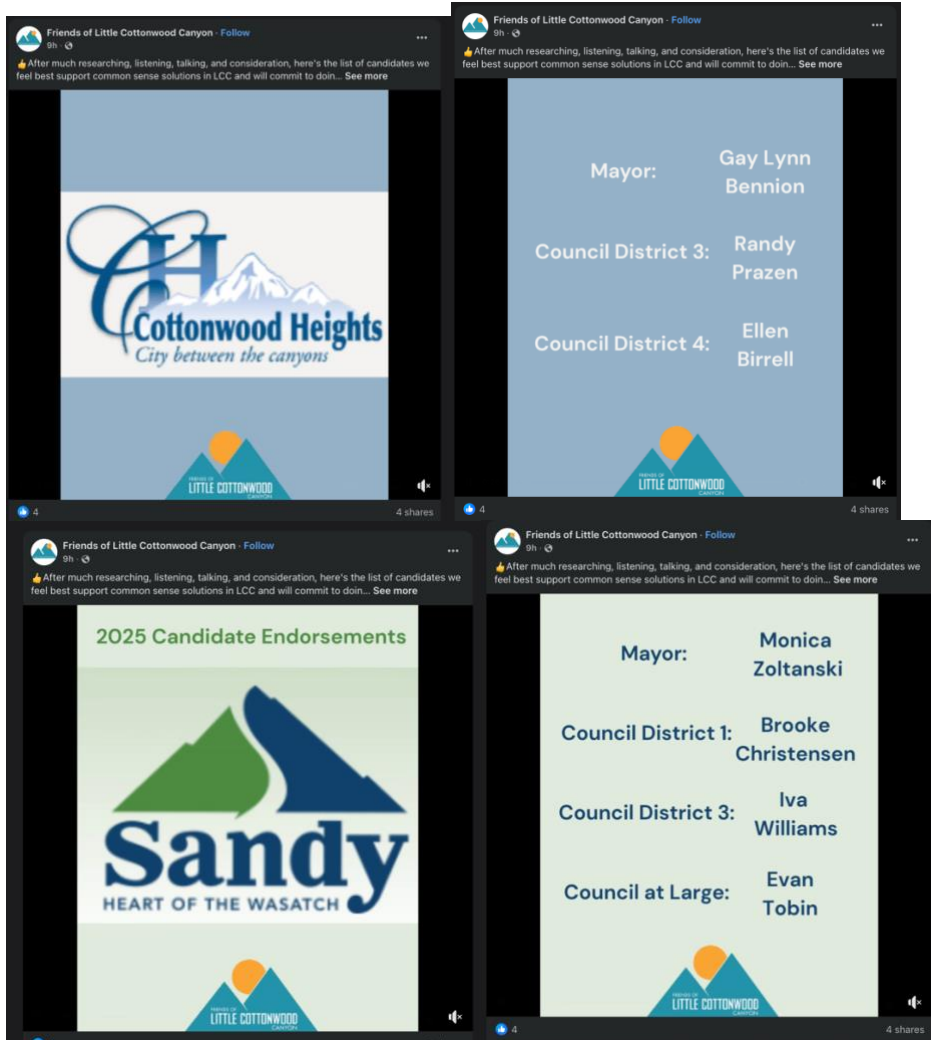 Friends of Little Cottonwood Canyon · Follow
9h ·
👍After much researching, listening, talking, and consideration, here's the list of candidates we
feel best support common sense solutions in LCC and will commit to doin... See more
CH
Cottonwood Heights
City between the canyons
FRIENDS OF
LITTLE COTTONWOOD
CANYON
4
4 shares
Friends of Little Cottonwood Canyon · Follow
9h ·
👍After much researching, listening, talking, and consideration, here's the list of candidates we
feel best support common sense solutions in LCC and will commit to doin... See more
Mayor: Gay Lynn
Bennion
Council District 3: Randy
Prazen
Council District 4: Ellen
Birrell
FRIENDS OF
LITTLE COTTONWOOD
CANYON
4
4 shares
Friends of Little Cottonwood Canyon · Follow
9h ·
👍After much researching, listening, talking, and consideration, here's the list of candidates we
feel best support common sense solutions in LCC and will commit to doin... See more
2025 Candidate Endorsements
Sandy
HEART OF THE WASATCH
FRIENDS OF
LITTLE COTTONWOOD
CANYON
Friends of Little Cottonwood Canyon · Follow
9h ·
👍After much researching, listening, talking, and consideration, here's the list of candidates we
feel best support common sense solutions in LCC and will commit to doin... See more
Mayor: Monica
Zoltanski
Council District 1: Brooke
Christensen
Council District 3: Iva
Williams
Council at Large: Evan
Tobin
FRIENDS OF
LITTLE COTTONWOOD
CANYON
4
4 shares